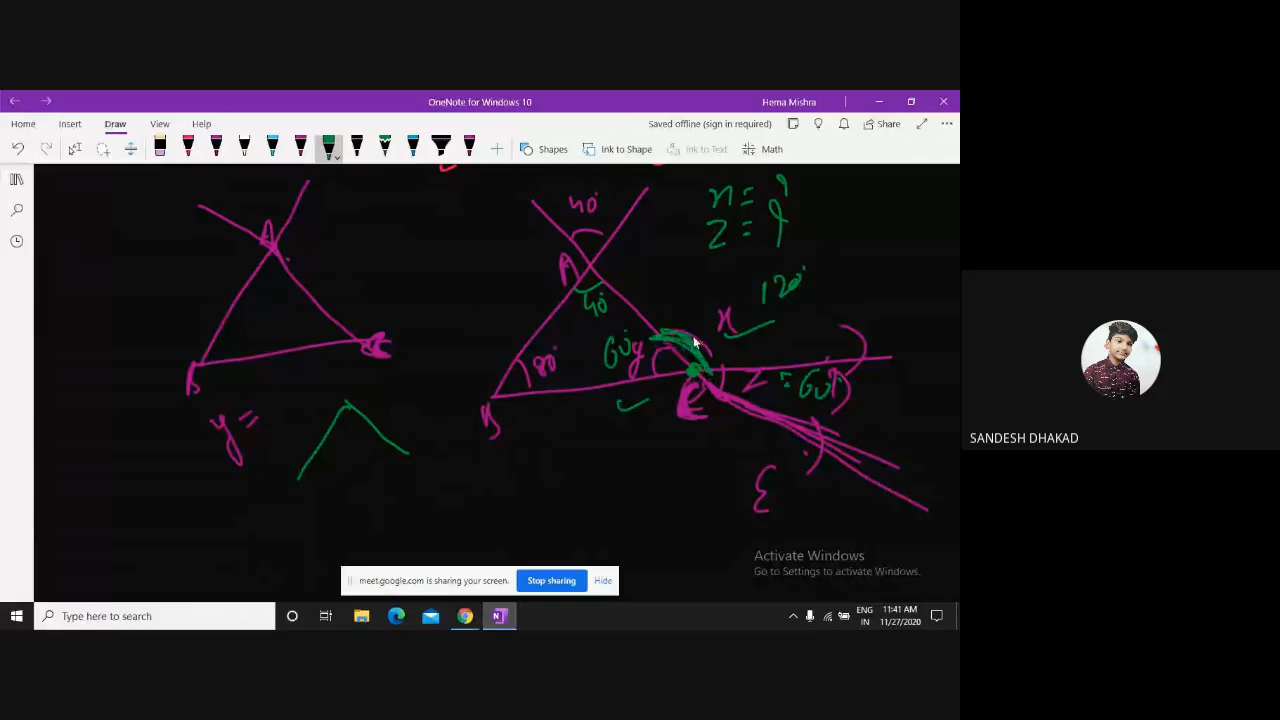 OneNote for Windows 10
Hema Mishra
Home Insert Draw View Help
Saved offline (sign in required)
Share
Shapes
Ink to Shape
Ink to Text
Math
40°
A
A
40°
80°
B
B
C
60° y
x
120°
z = 60°
y =
x = ?
z = ?
meet.google.com is sharing your screen.
Stop sharing
Hide
Activate Windows
Go to Settings to activate Windows.
Type here to search
ENG
IN
11:41 AM
11/27/2020
SANDESH DHAKAD